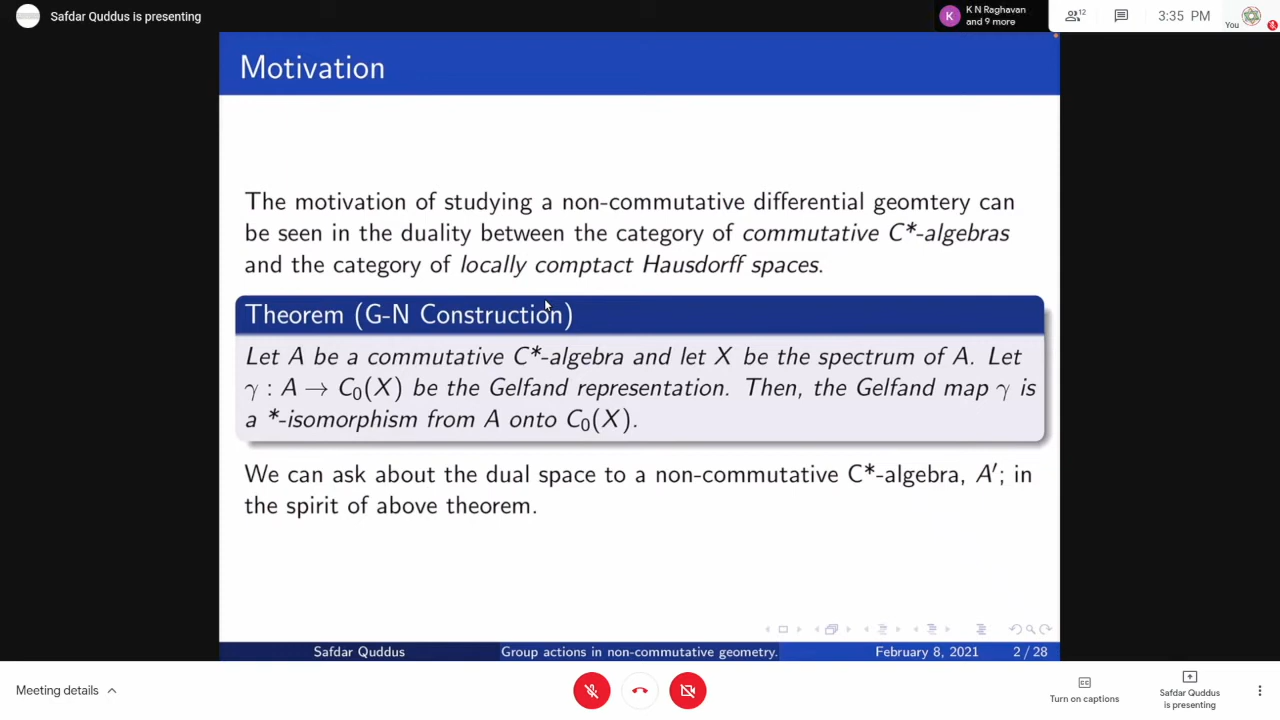 Safdar Quddus is presenting
K
K N Raghavan
and 9 more
12
3:35 PM
You
Motivation
The motivation of studying a non-commutative differential geomtery can
be seen in the duality between the category of commutative C*-algebras
and the category of locally comptact Hausdorff spaces.
Theorem (G-N Construction)
Let A be a commutative C*-algebra and let X be the spectrum of A. Let
γ : A → C₀(X) be the Gelfand representation. Then, the Gelfand map γ is
a *-isomorphism from A onto C₀(X).
We can ask about the dual space to a non-commutative C*-algebra, A′; in
the spirit of above theorem.
Safdar Quddus
Group actions in non-commutative geometry.
February 8, 2021
2 / 28
Meeting details
Turn on captions
Safdar Quddus
is presenting